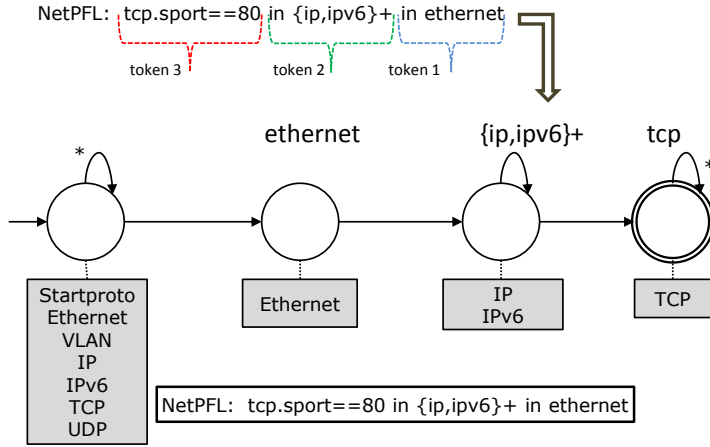 NetPFL: tcp.sport==80 in {ip,ipv6}+ in ethernet
token 3 token 2 token 1
ethernet {ip,ipv6}+ tcp
* *
Startproto
Ethernet
VLAN
IP
IPv6
TCP
UDP
Ethernet
IP
IPv6
TCP
NetPFL: tcp.sport==80 in {ip,ipv6}+ in ethernet